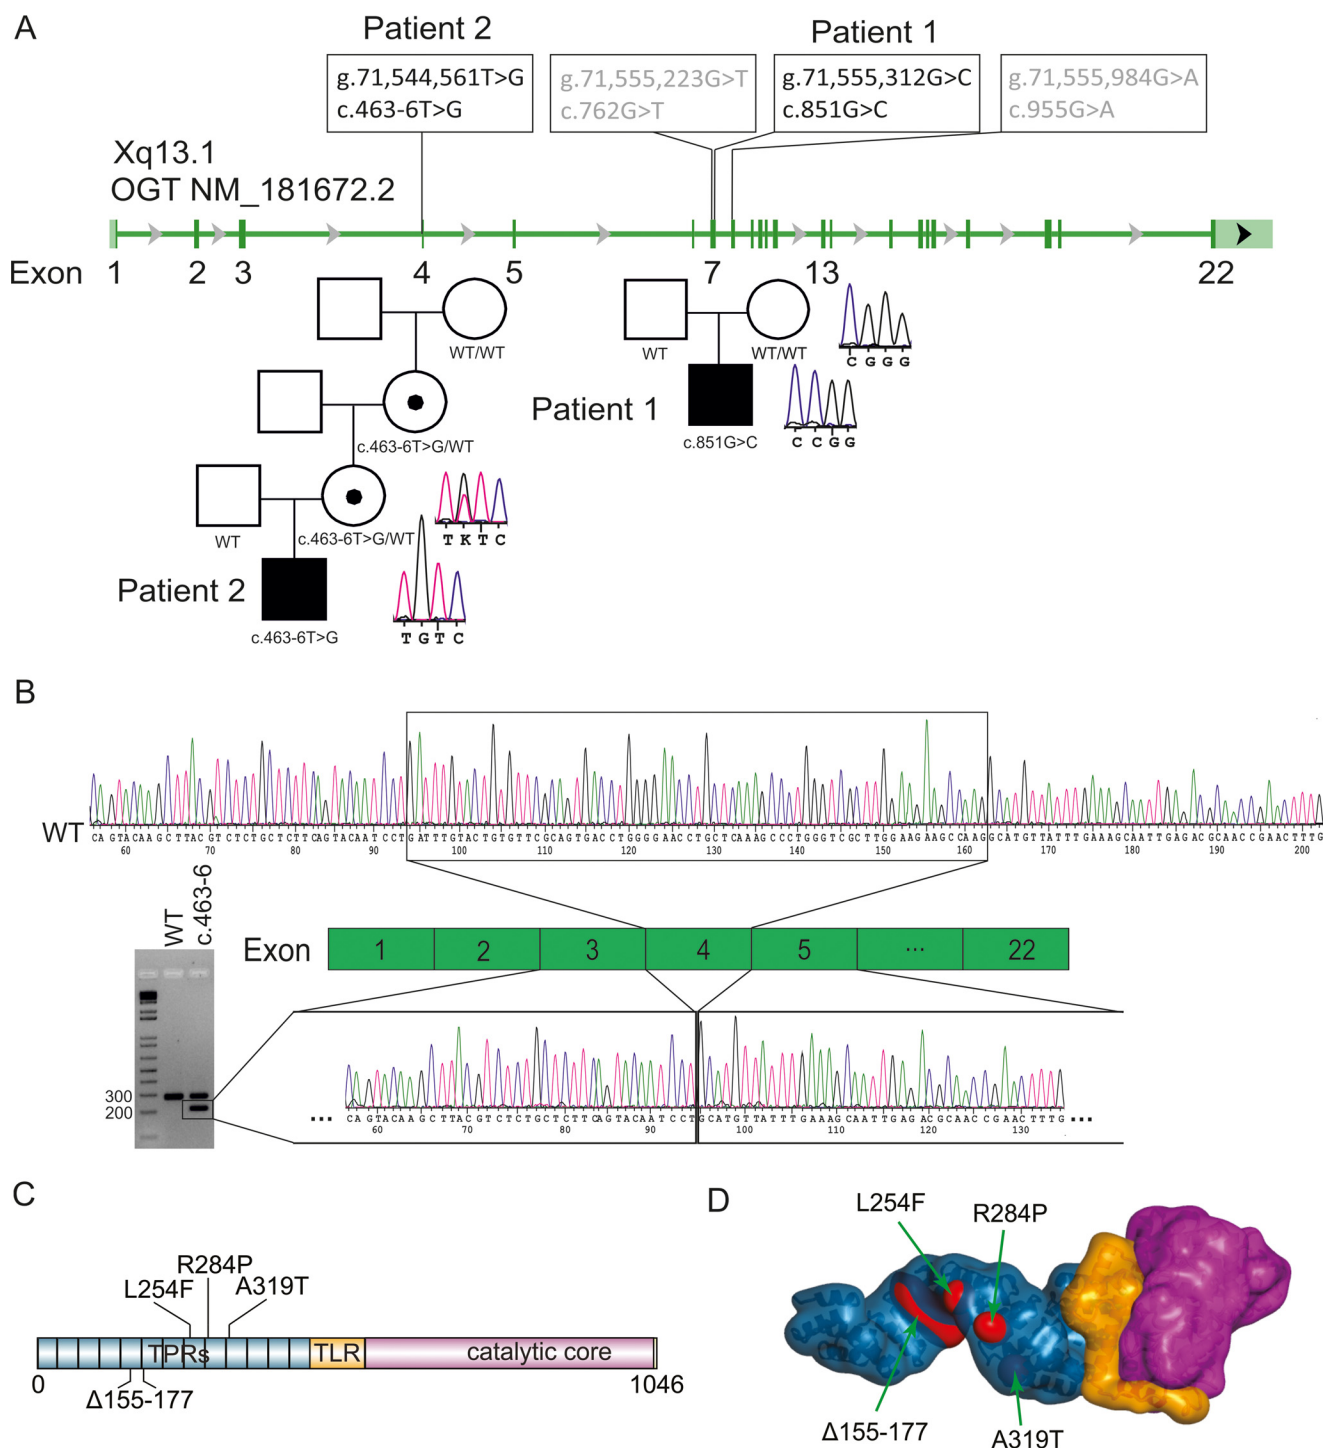 A
Patient 2
Patient 1
g.71,544,561T>G
c.463-6T>G
g.71,555,223G>T
c.762G>T
g.71,555,312G>C
c.851G>C
g.71,555,984G>A
c.955G>A
Xq13.1
OGT NM_181672.2
Exon 1 2 3 4 5 7 13 22
WT/WT
WT
WT/WT
C G G G
Patient 1
c.851G>C
C C G G
c.463-6T>G/WT
WT
c.463-6T>G/WT
T K T C
Patient 2
c.463-6T>G
T G T C
B
WT
60 70 80 90 100 110 120 130 140 150 160 170 180 190 200
WT
c.463-6
Exon 1 2 3 4 5 ... 22
300
200
... CAGTACAAGCTTACGTCTCTGCTCTTCAGTACAATCCTGCATGTTATTTGAAAGCAATTGAGACGCAACCGAACTTTG ...
60 70 80 90 100 110 120 130
C
L254F
R284P
A319T
TPRs
TLR
catalytic core
0
1046
Δ155-177
D
L254F
R284P
Δ155-177
A319T